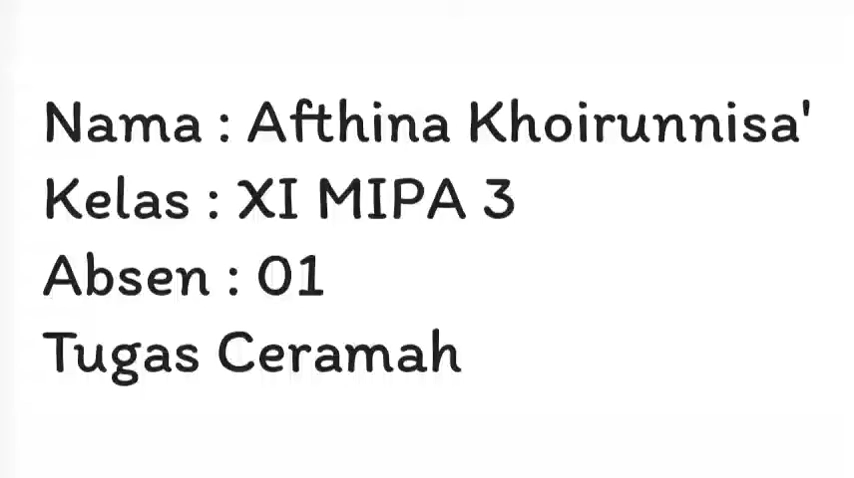 Nama : Afthina Khoirunnisa'
Kelas : XI MIPA 3
Absen : 01
Tugas Ceramah